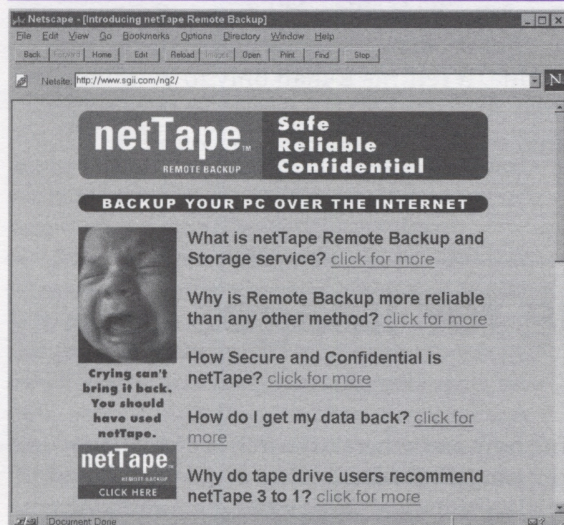 Netscape - [Introducing netTape Remote Backup]
File Edit View Go Bookmarks Options Directory Window Help
Back Forward Home Edit Reload Images Open Print Find Stop
Netsite: http://www.sgii.com/ng2/
N
netTape™
REMOTE BACKUP
Safe
Reliable
Confidential
BACKUP YOUR PC OVER THE INTERNET
What is netTape Remote Backup and
Storage service? click for more
Why is Remote Backup more reliable
than any other method? click for more
Crying can't
bring it back.
You should
have used
netTape.
How Secure and Confidential is
netTape? click for more
How do I get my data back? click for
more
netTape™
REMOTE BACKUP
CLICK HERE
Why do tape drive users recommend
netTape 3 to 1? click for more
Document Done